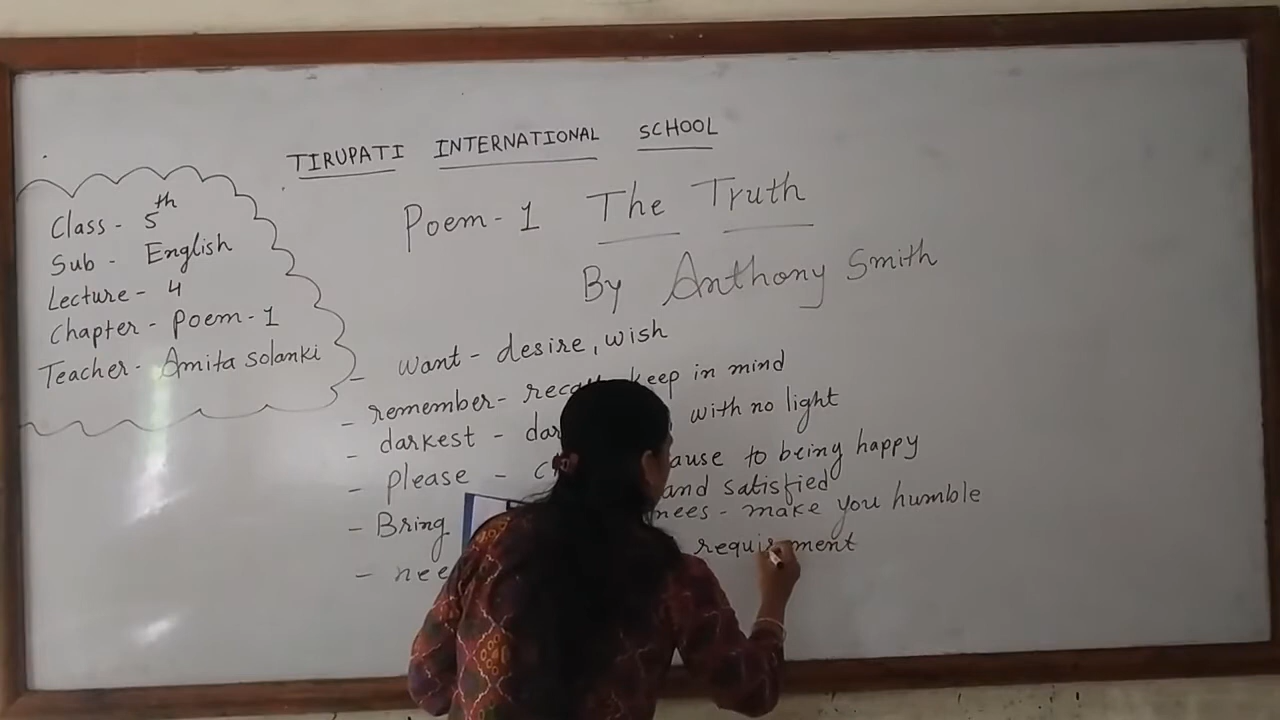 TIRUPATI INTERNATIONAL SCHOOL
Class - 5th
Sub - English
Lecture - 4
Chapter - Poem - 1
Teacher - Amita Solanki
Poem - 1 The Truth
By Anthony Smith
- want - desire, wish
- remember - keep in mind
- darkest - with no light
- please - to being happy
and satisfied
- Bring - make you humble
-